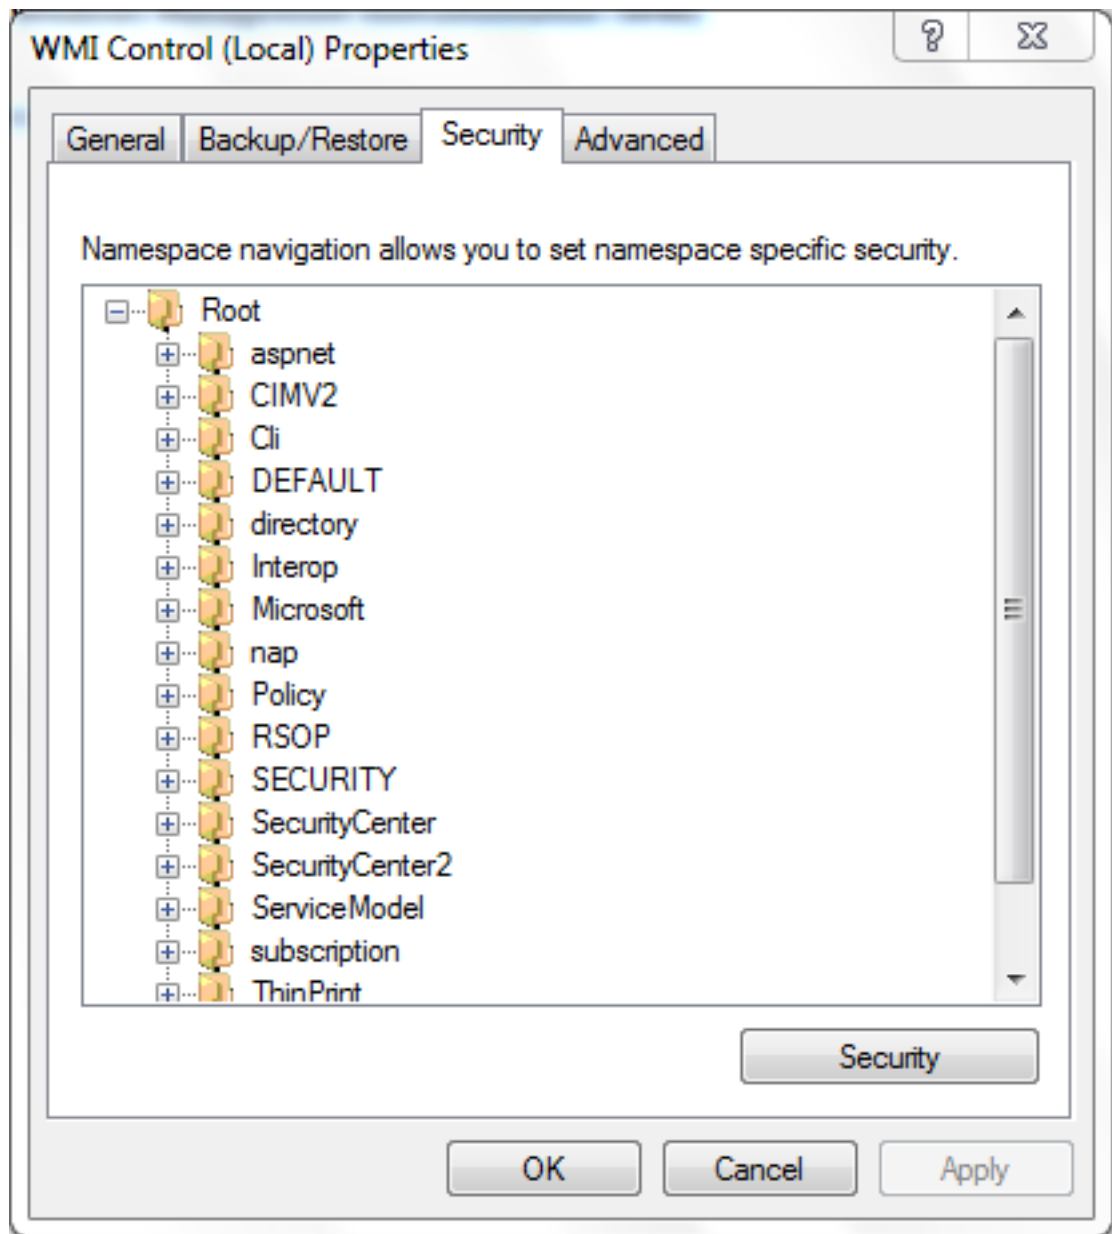 WMI Control (Local) Properties
General Backup/Restore Security Advanced
Namespace navigation allows you to set namespace specific security.
Root
aspnet
CIMV2
Cli
DEFAULT
directory
Interop
Microsoft
nap
Policy
RSOP
SECURITY
SecurityCenter
SecurityCenter2
ServiceModel
subscription
ThinPrint
Security
OK Cancel Apply